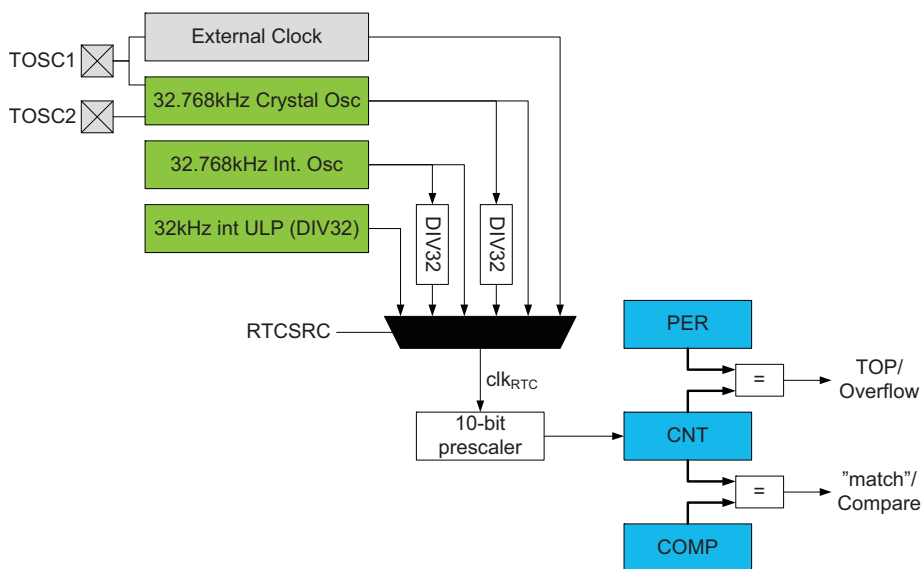 External Clock
TOSC1
32.768kHz Crystal Osc
TOSC2
32.768kHz Int. Osc
32kHz int ULP (DIV32)
DIV32
DIV32
RTCSRC
clkRTC
10-bit
prescaler
PER
=
TOP/
Overflow
CNT
=
”match”/
Compare
COMP